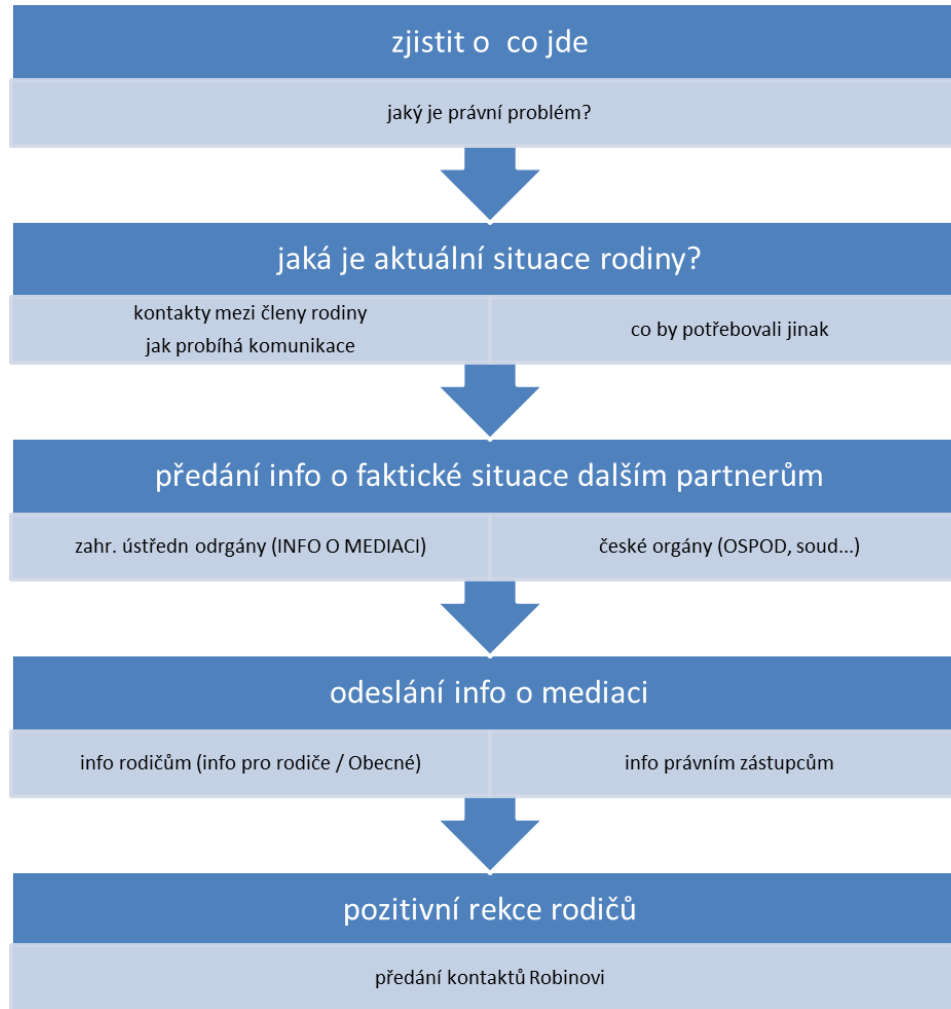 zjistit o  co jde
jaký je právní problém?
jaká je aktuální situace rodiny?
kontakty mezi členy rodiny
jak probíhá komunikace
co by potřebovali jinak
předání info o faktické situace dalším partnerům
zahr. ústředn odrgány (INFO O MEDIACI)
české orgány (OSPOD, soud...)
odeslání info o mediaci
info rodičům (info pro rodiče / Obecné)
info právním zástupcům
pozitivní rekce rodičů
předání kontaktů Robinovi